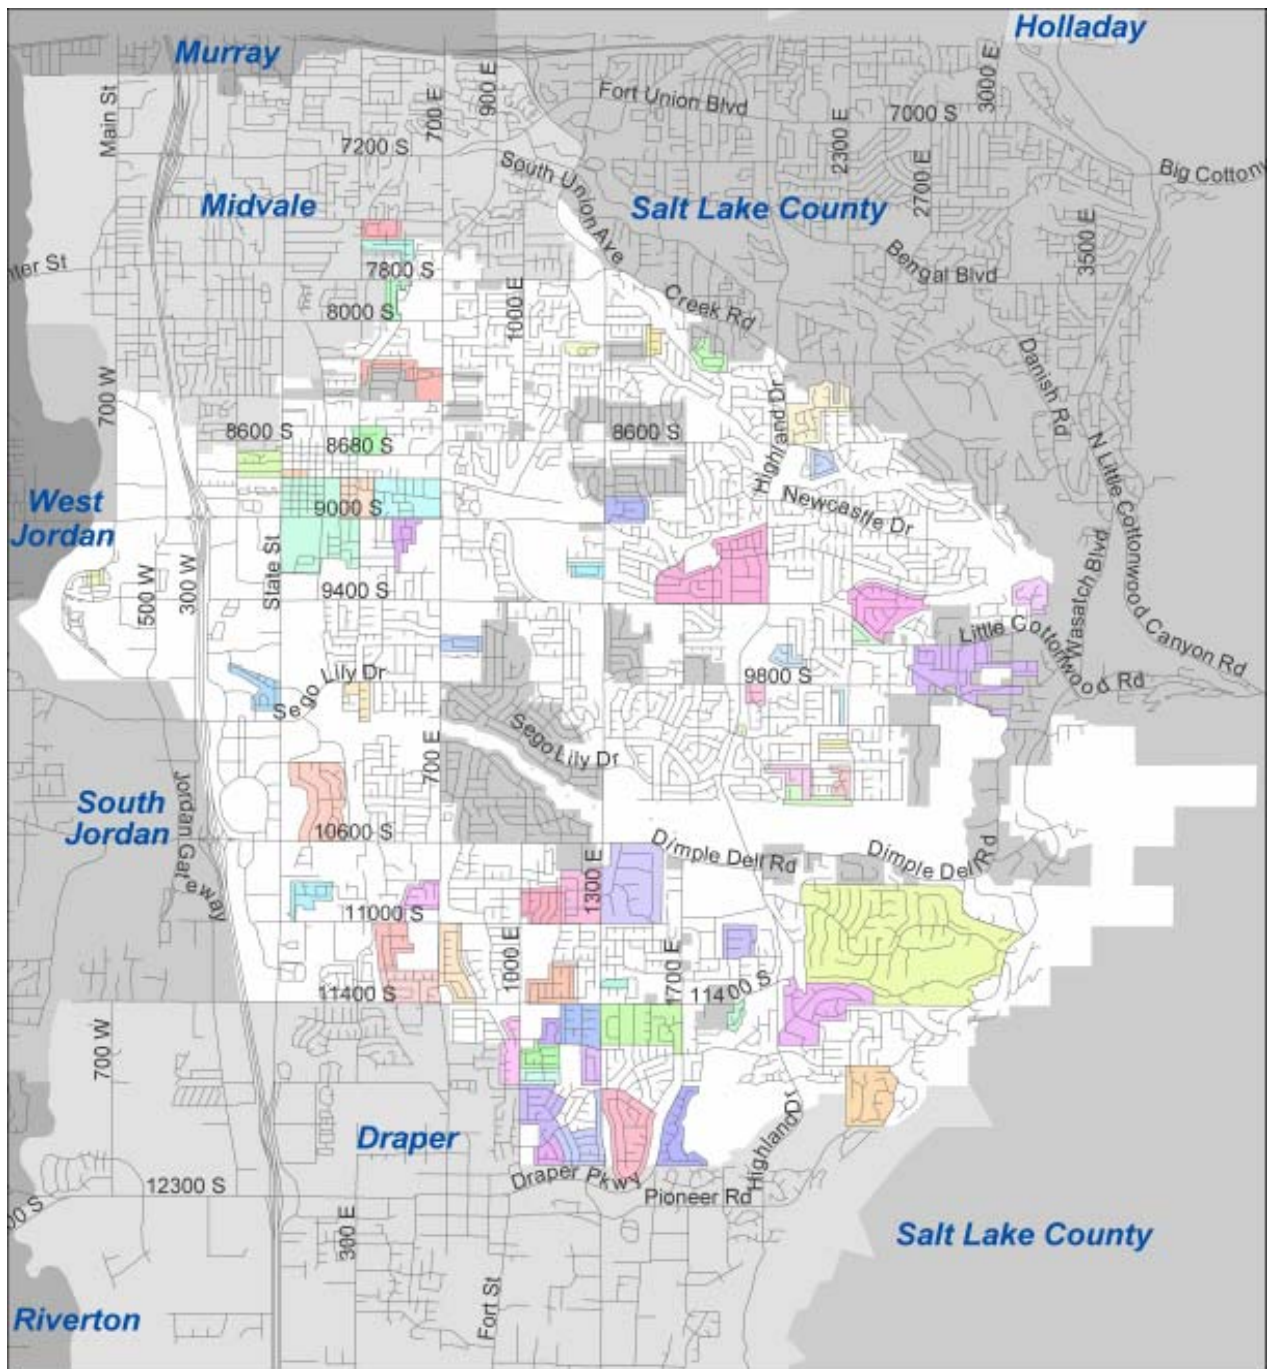 Holladay
Murray
3000 E
900 E
700 E
Main St
Fort Union Blvd
7000 S
2300 E
7200 S
South Union Ave
2700 E
Big Cottonw
Midvale
Salt Lake County
3500 E
Bengal Blvd
nter St
7800 S
8000 S
1000 E
Creek Rd
Danish Rd
700 W
Highland Dr
8600 S
8680 S
8600 S
N Little Cottonwood Canyon Rd
West
Jordan
9000 S
Newcastle Dr
State St
Wasatch Blvd
500 W
300 W
9400 S
Little Cottonwood Rd
Sego Lily Dr
9800 S
700 E
Sego Lily Dr
South
Jordan
Jordan Gateway
10600 S
Dimple Dell Rd
Dimple Dell Rd
1300 E
11000 S
1000 E
1700 E
11400 S
11400 S
700 W
Highland Dr
Draper
12300 S
Draper Pkwy
Pioneer Rd
00 S
300 E
Salt Lake County
Fort St
Riverton